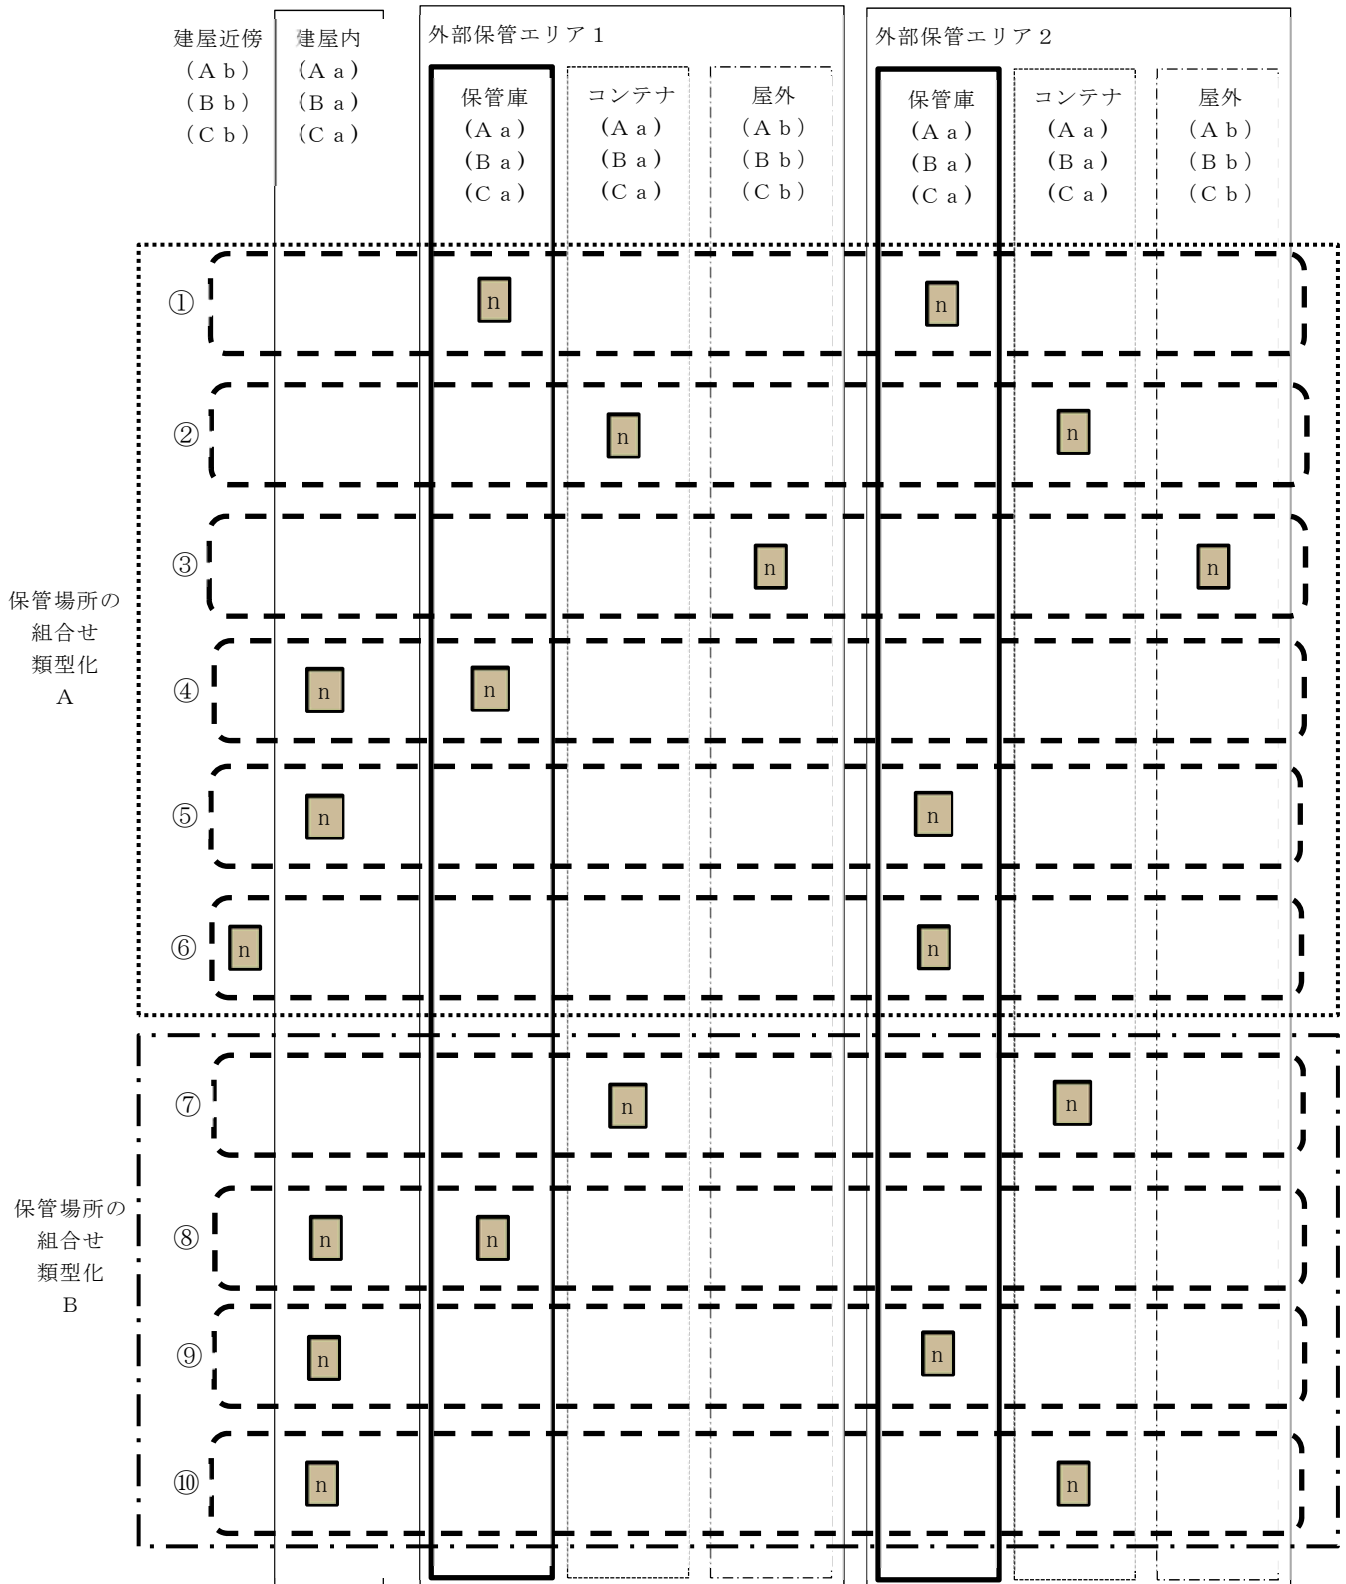 建屋近傍
（Ａｂ）
（Ｂｂ）
（Ｃｂ）
建屋内
（Ａａ）
（Ｂａ）
（Ｃａ）
外部保管エリア１
保管庫
(Ａａ)
(Ｂａ)
(Ｃａ)
コンテナ
(Ａａ)
(Ｂａ)
(Ｃａ)
屋外
（Ａｂ）
（Ｂｂ）
（Ｃｂ）
外部保管エリア２
保管庫
(Ａａ)
(Ｂａ)
(Ｃａ)
コンテナ
(Ａａ)
(Ｂａ)
(Ｃａ)
屋外
（Ａｂ）
（Ｂｂ）
（Ｃｂ）
保管場所の
組合せ
類型化
Ａ
① n n
② n n
③ n n
④ n n
⑤ n n
⑥ n n
保管場所の
組合せ
類型化
Ｂ
⑦ n n
⑧ n n
⑨ n n
⑩ n n